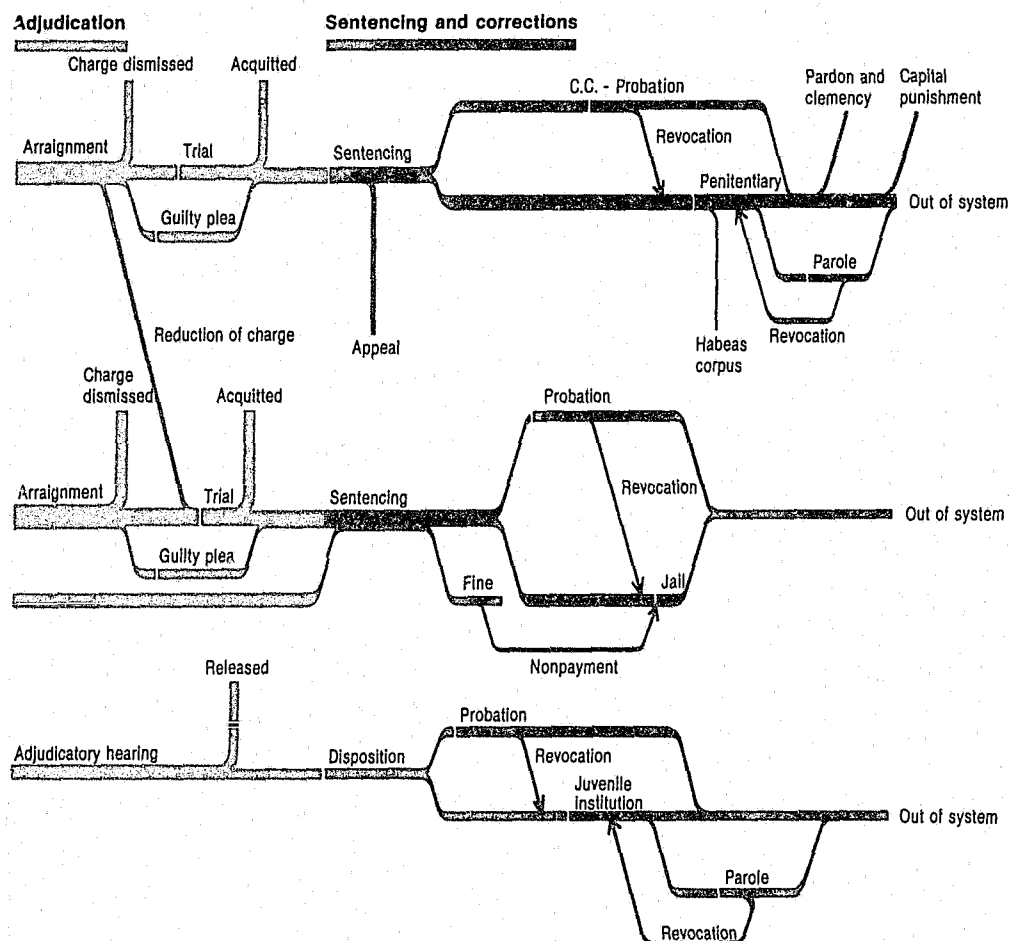 Adjudication
Sentencing and corrections
Charge dismissed
Acquitted
C.C. - Probation
Pardon and
clemency
Capital
punishment
Arraignment
Trial
Sentencing
Revocation
Penitentiary
Out of system
Guilty plea
Parole
Reduction of charge
Appeal
Habeas
corpus
Revocation
Charge
dismissed
Acquitted
Probation
Arraignment
Trial
Sentencing
Revocation
Out of system
Guilty plea
Fine
Jail
Nonpayment
Released
Probation
Adjudicatory hearing
Disposition
Revocation
Juvenile
Institution
Out of system
Parole
Revocation